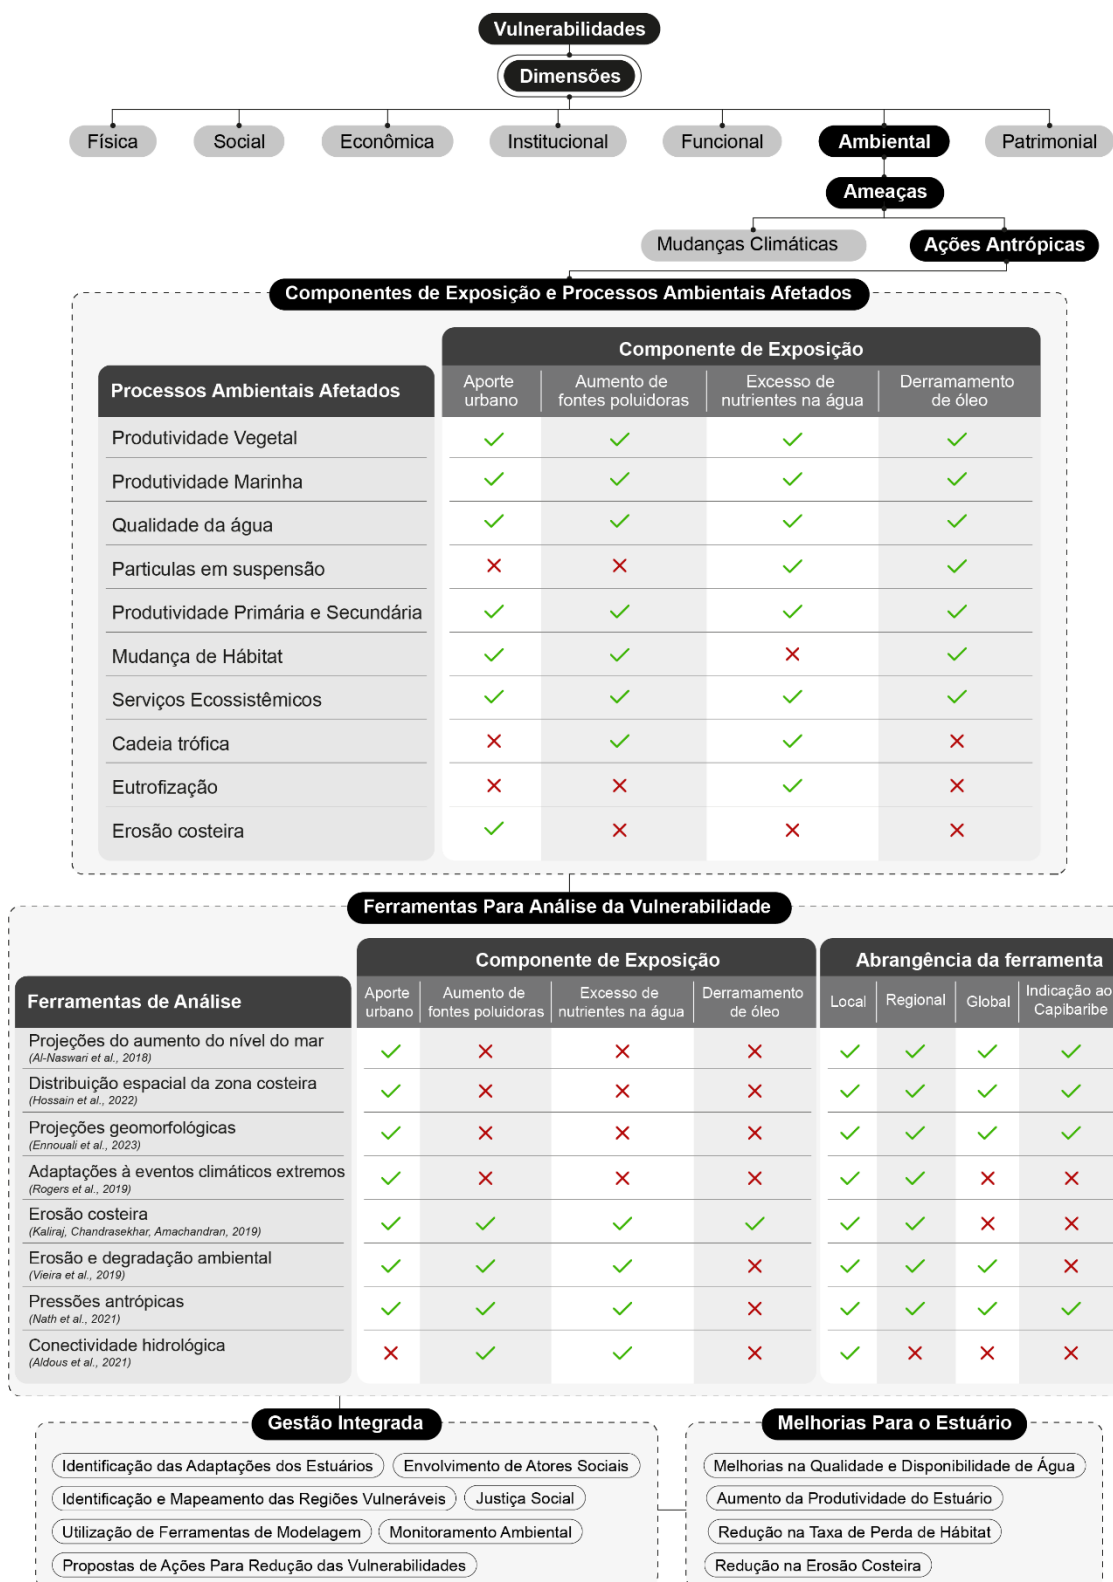 Vulnerabilidades
Dimensões
Física
Social
Econômica
Institucional
Funcional
Ambiental
Patrimonial
Ameaças
Mudanças Climáticas
Ações Antrópicas
Componentes de Exposição e Processos Ambientais Afetados
Componente de Exposição
Processos Ambientais Afetados
Aporte
urbano
Aumento de
fontes poluidoras
Excesso de
nutrientes na água
Derramamento
de óleo
Produtividade Vegetal
Produtividade Marinha
Qualidade da água
Particulas em suspensão
Produtividade Primária e Secundária
Mudança de Hábitat
Serviços Ecossistêmicos
Cadeia trófica
Eutrofização
Erosão costeira
Ferramentas Para Análise da Vulnerabilidade
Componente de Exposição
Abrangência da ferramenta
Ferramentas de Análise
Aporte
urbano
Aumento de
fontes poluidoras
Excesso de
nutrientes na água
Derramamento
de óleo
Local
Regional
Global
Indicação ao
Capibaribe
Projeções do aumento do nível do mar
(Al-Naswari et al., 2018)
Distribuição espacial da zona costeira
(Hossain et al., 2022)
Projeções geomorfológicas
(Ennouali et al., 2023)
Adaptações à eventos climáticos extremos
(Rogers et al., 2019)
Erosão costeira
(Kaliraj, Chandrasekhar, Amachandran, 2019)
Erosão e degradação ambiental
(Vieira et al., 2019)
Pressões antrópicas
(Nath et al., 2021)
Conectividade hidrológica
(Aldous et al., 2021)
Gestão Integrada
Identificação das Adaptações dos Estuários
Envolvimento de Atores Sociais
Identificação e Mapeamento das Regiões Vulneráveis
Justiça Social
Utilização de Ferramentas de Modelagem
Monitoramento Ambiental
Propostas de Ações Para Redução das Vulnerabilidades
Melhorias Para o Estuário
Melhorias na Qualidade e Disponibilidade de Água
Aumento da Produtividade do Estuário
Redução na Taxa de Perda de Hábitat
Redução na Erosão Costeira